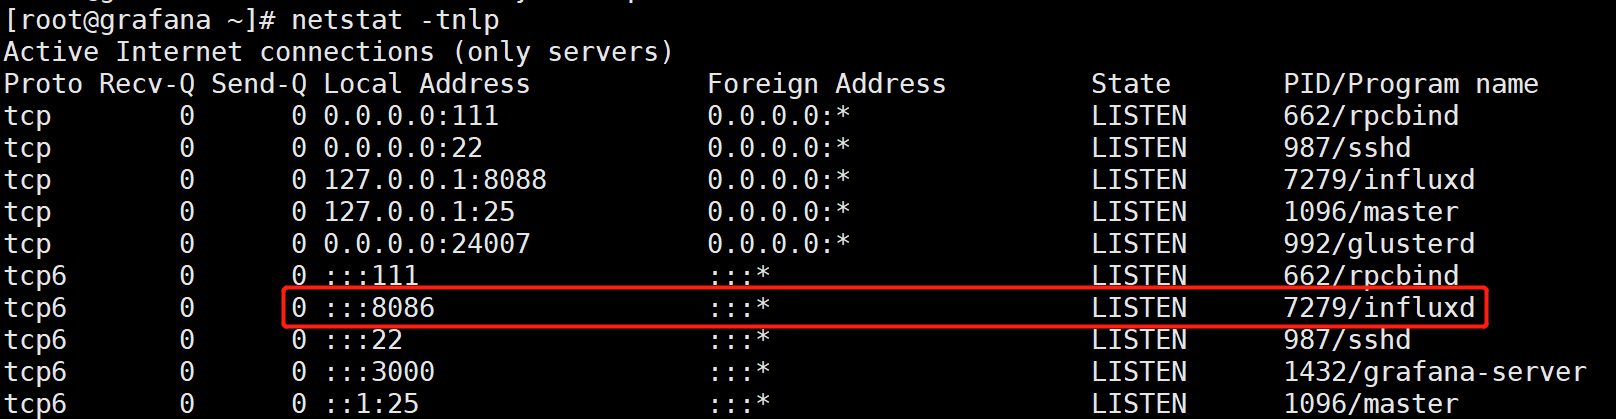 [root@grafana ~]# netstat -tnlp
Active Internet connections (only servers)
Proto Recv-Q Send-Q Local Address           Foreign Address         State       PID/Program name
tcp        0      0 0.0.0.0:111             0.0.0.0:*               LISTEN      662/rpcbind
tcp        0      0 0.0.0.0:22              0.0.0.0:*               LISTEN      987/sshd
tcp        0      0 127.0.0.1:8088          0.0.0.0:*               LISTEN      7279/influxd
tcp        0      0 127.0.0.1:25            0.0.0.0:*               LISTEN      1096/master
tcp        0      0 0.0.0.0:24007           0.0.0.0:*               LISTEN      992/glusterd
tcp6       0      0 :::111                  :::*                    LISTEN      662/rpcbind
tcp6       0      0 :::8086                 :::*                    LISTEN      7279/influxd
tcp6       0      0 :::22                   :::*                    LISTEN      987/sshd
tcp6       0      0 :::3000                 :::*                    LISTEN      1432/grafana-server
tcp6       0      0 ::1:25                  :::*                    LISTEN      1096/master